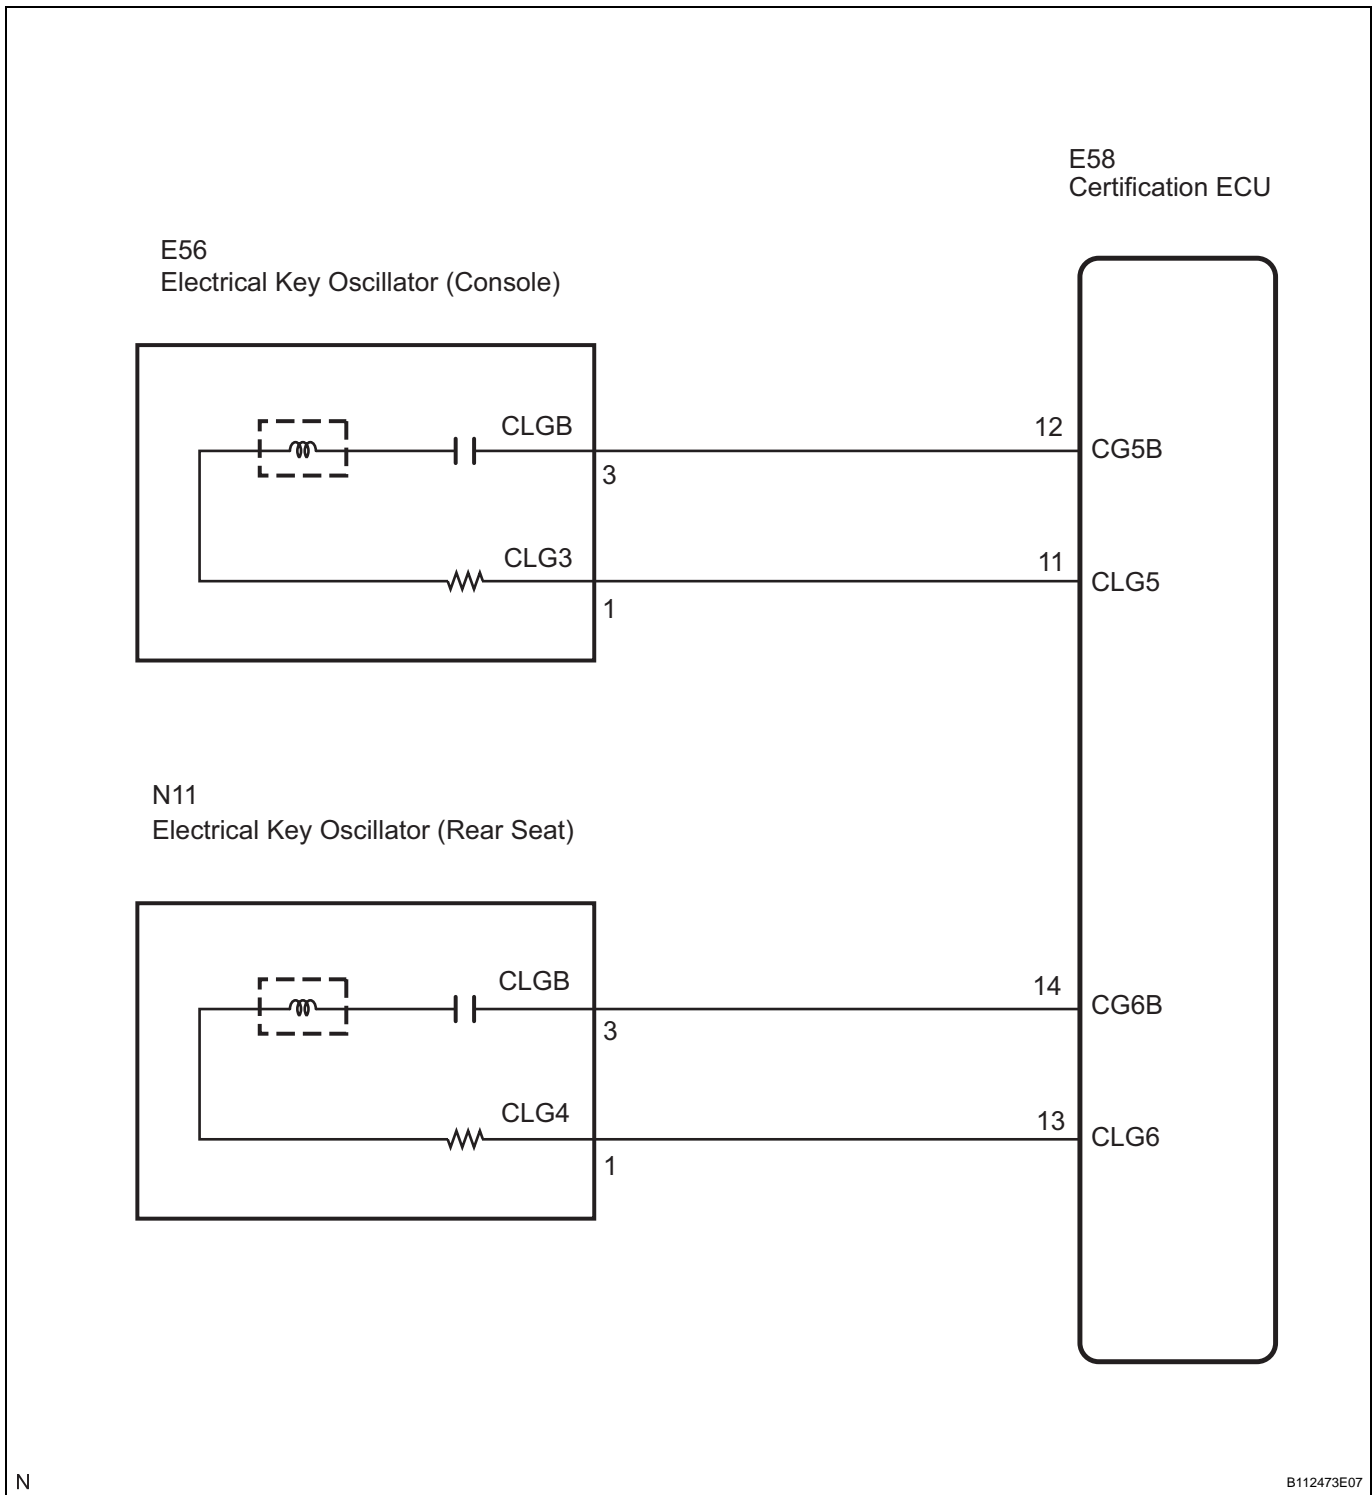 E58
Certification ECU
E56
Electrical Key Oscillator (Console)
CLGB
12
CG5B
3
CLG3
11
CLG5
1
N11
Electrical Key Oscillator (Rear Seat)
CLGB
14
CG6B
3
CLG4
13
CLG6
1
N
B112473E07